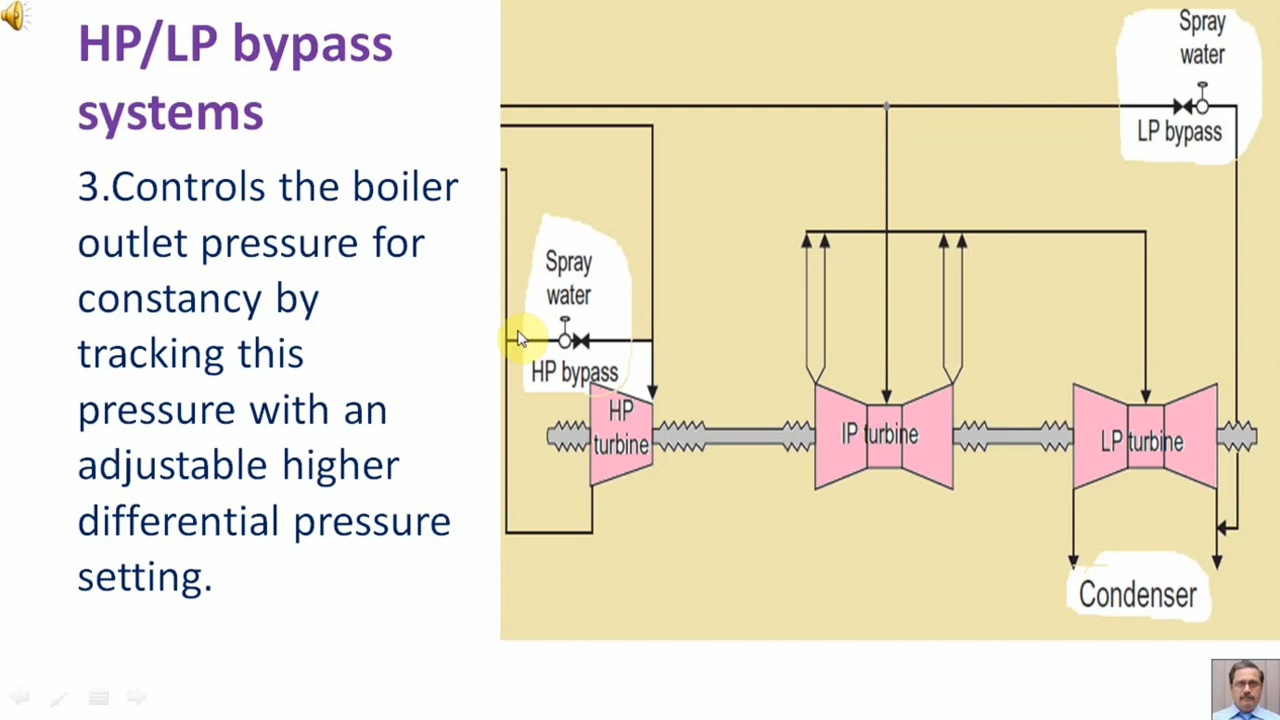 HP/LP bypass
systems
3.Controls the boiler
outlet pressure for
constancy by
tracking this
pressure with an
adjustable higher
differential pressure
setting.
Spray
water
LP bypass
Spray
water
HP bypass
HP
turbine
IP turbine
LP turbine
Condenser